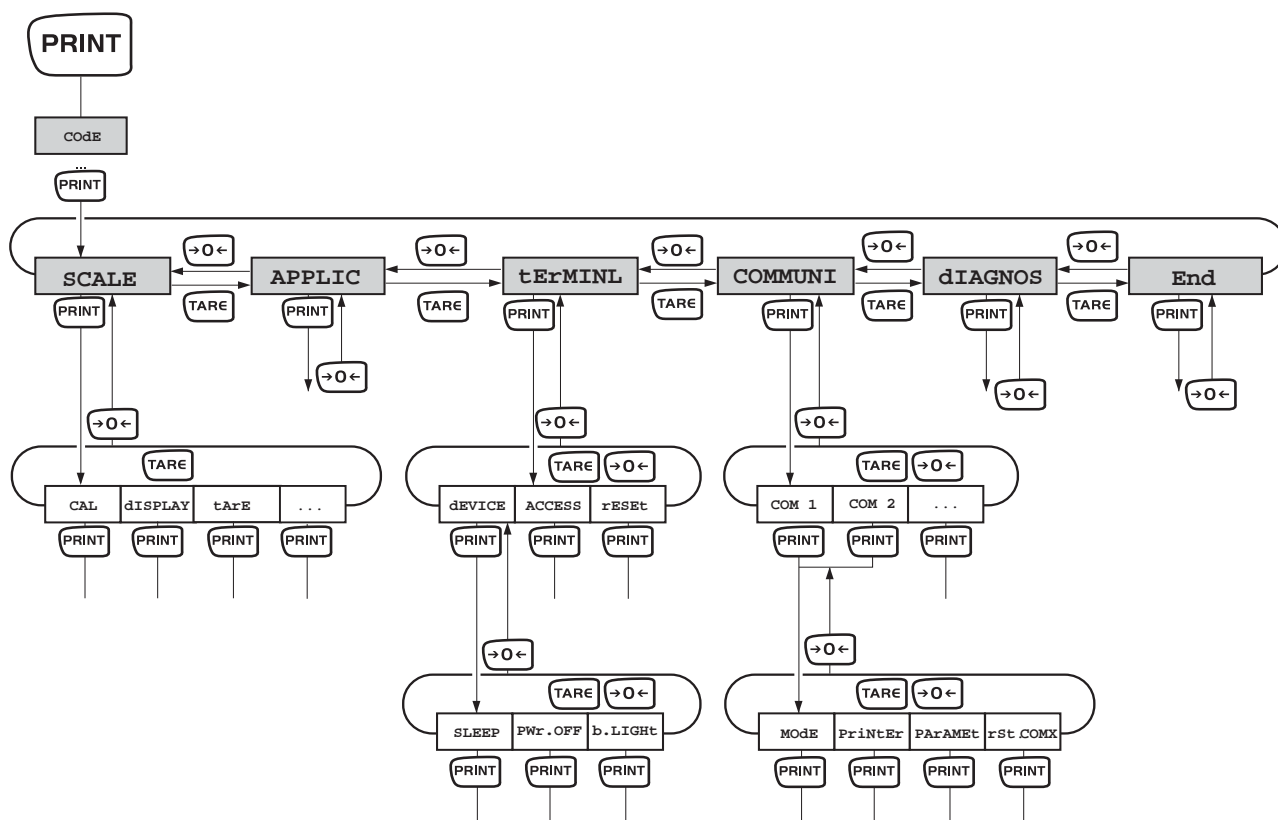 PRINT
COdE
...
PRINT
→0← →0← →0← →0← →0←
SCALE APPLIC tErMINL COMMUNI dIAGNOS End
PRINT TARE PRINT TARE PRINT TARE PRINT TARE PRINT TARE PRINT
→0← →0← →0←
→0← →0← →0←
TARE TARE →0← TARE →0←
CAL dISPLAY tArE ... dEVICE ACCESS rESEt COM 1 COM 2 ...
PRINT PRINT PRINT PRINT PRINT PRINT PRINT PRINT PRINT PRINT
→0← →0←
TARE →0← TARE →0←
SLEEP PWr.OFF b.LIGHt MOdE PriNtEr PArAMEt rSt.COMX
PRINT PRINT PRINT PRINT PRINT PRINT PRINT